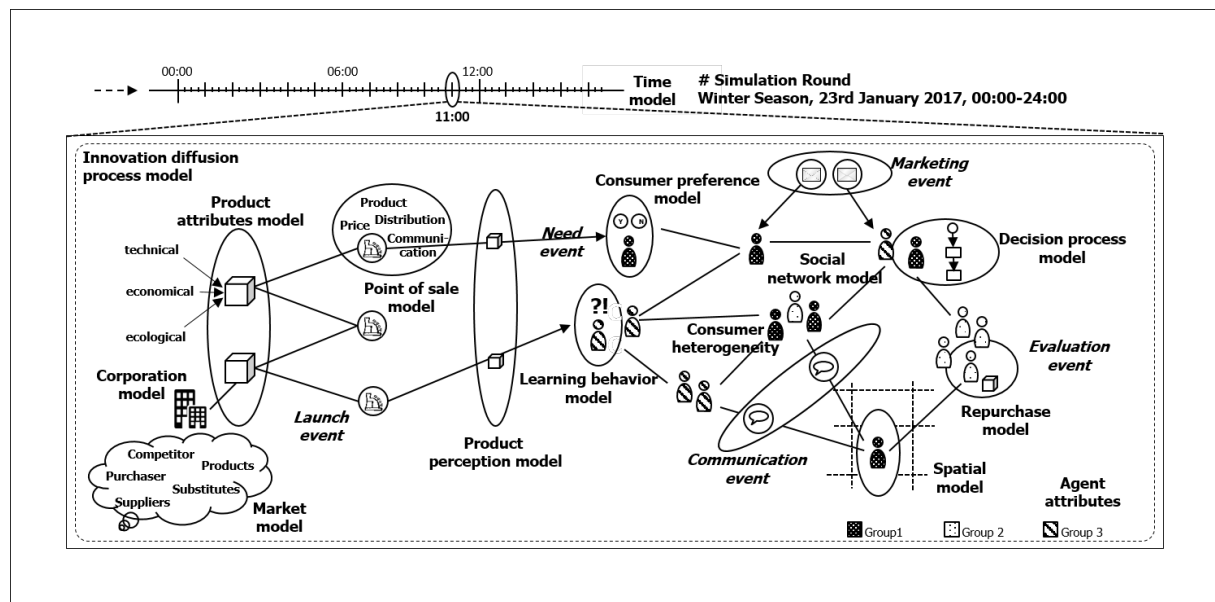 00:00
06:00
12:00
11:00
Time
model
# Simulation Round
Winter Season, 23rd January 2017, 00:00-24:00
Innovation diffusion
process model
Product
attributes model
technical
economical
ecological
Product
Price
Distribution
Communi-
cation
Point of sale
model
Need
event
Consumer preference
model
Y
N
Marketing
event
Social
network model
Decision process
model
?!
Learning behavior
model
Consumer
heterogeneity
Evaluation
event
Repurchase
model
Corporation
model
Launch
event
Product
perception model
Communication
event
Spatial
model
Agent
attributes
Competitor
Products
Purchaser
Substitutes
Suppliers
Market
model
Group1
Group 2
Group 3